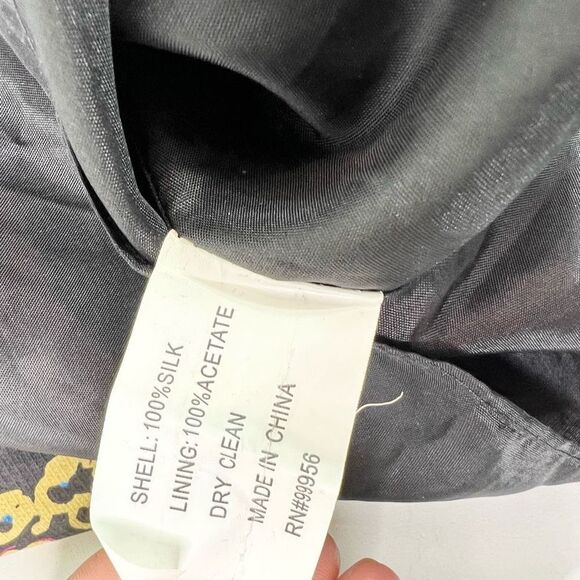 SHELL:100%SILK
LINING:100%ACETATE
DRY CLEAN
MADE IN CHINA
RN#99956